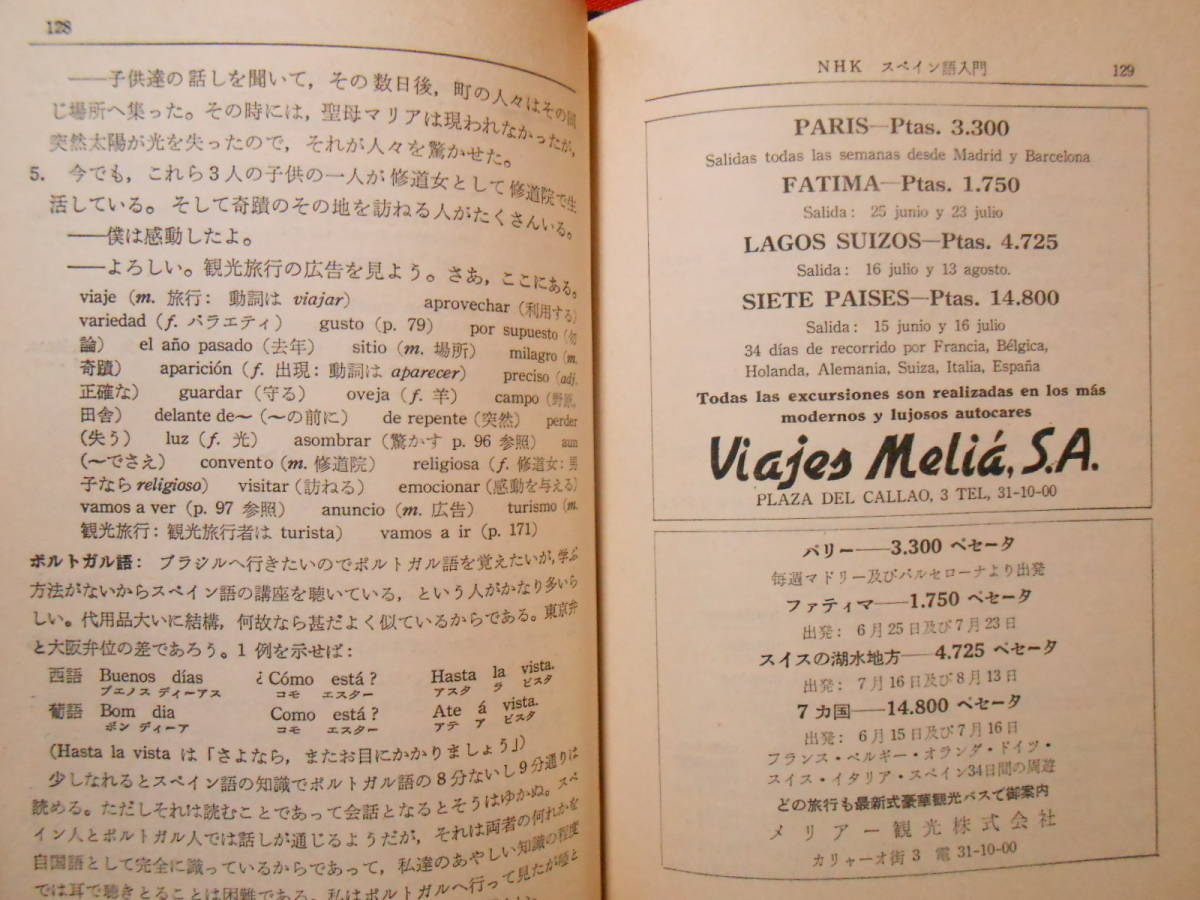 128
——子供達の話しを聞いて，その数日後，町の人々はその同
じ場所へ集った。その時には，聖母マリアは現われなかったが，
突然太陽が光を失ったので，それが人々を驚かせた。
5. 今でも，これら3人の子供の一人が修道女として修道院で生
活している。そして奇蹟のその地を訪ねる人がたくさんいる。
——僕は感動したよ。
——よろしい。観光旅行の広告を見よう。さあ，ここにある。
viaje (m. 旅行: 動詞は viajar) aprovechar (利用する)
variedad (f. バラエティ) gusto (p. 79) por supuesto (勿
論) el año pasado (去年) sitio (m. 場所) milagro (m.
奇蹟) aparición (f. 出現: 動詞は aparecer) preciso (adj.
正確な) guardar (守る) oveja (f. 羊) campo (野原,
田舎) delante de～ (～の前に) de repente (突然) perder
(失う) luz (f. 光) asombrar (驚かす p. 96 参照) aun
(～でさえ) convento (m. 修道院) religiosa (f. 修道女: 男
子なら religioso) visitar (訪ねる) emocionar (感動を与える)
vamos a ver (p. 97 参照) anuncio (m. 広告) turismo (m.
観光旅行: 観光旅行者は turista) vamos a ir (p. 171)
ポルトガル語: ブラジルへ行きたいのでポルトガル語を覚えたいが,学ぶ
方法がないからスペイン語の講座を聴いている，という人がかなり多いら
しい。代用品大いに結構，何故なら甚だよく似ているからである。東京弁
と大阪弁位の差であろう。1例を示せば:
西語 Buenos días ¿Cómo está? Hasta la vista.
ブエノス ディーアス コモ エスター アスタ ラ ビスタ
葡語 Bom dia Como está? Ate á vista.
ボン ディーア コモ エスター アテ ア ビスタ
(Hasta la vista は「さよなら，またお目にかかりましょう」)
少しなれるとスペイン語の知識でポルトガル語の8分ないし9分通りは
読める。ただしそれは読むことであって会話となるとそうはゆかぬ。スペ
イン人とポルトガル人では話しが通じるようだが，それは両者の何れかを
自国語として完全に識っているからであって，私達のあやしい知識の程度
では耳で聴きとることは困難である。私はポルトガルへ行って見たが
NHK スペイン語入門 129
PARIS—Ptas. 3.300
Salidas todas las semanas desde Madrid y Barcelona
FATIMA—Ptas. 1.750
Salida: 25 junio y 23 julio
LAGOS SUIZOS—Ptas. 4.725
Salida: 16 julio y 13 agosto.
SIETE PAISES—Ptas. 14.800
Salida: 15 junio y 16 julio
34 días de recorrido por Francia, Bélgica,
Holanda, Alemania, Suiza, Italia, España
Todas las excursiones son realizadas en los más
modernos y lujosos autocares
Viajes Meliá, S.A.
PLAZA DEL CALLAO, 3 TEL, 31-10-00
パリー——3.300 ペセータ
毎週マドリー及びバルセローナより出発
ファティマ——1.750 ペセータ
出発: 6月25日及び7月23日
スイスの湖水地方——4.725 ペセータ
出発: 7月16日及び8月13日
7カ国——14.800 ペセータ
出発: 6月15日及び7月16日
フランス・ベルギー・オランダ・ドイツ・
スイス・イタリア・スペイン34日間の周遊
どの旅行も最新式豪華観光バスで御案内
メリアー観光株式会社
カリャーオ街3 電 31-10-00